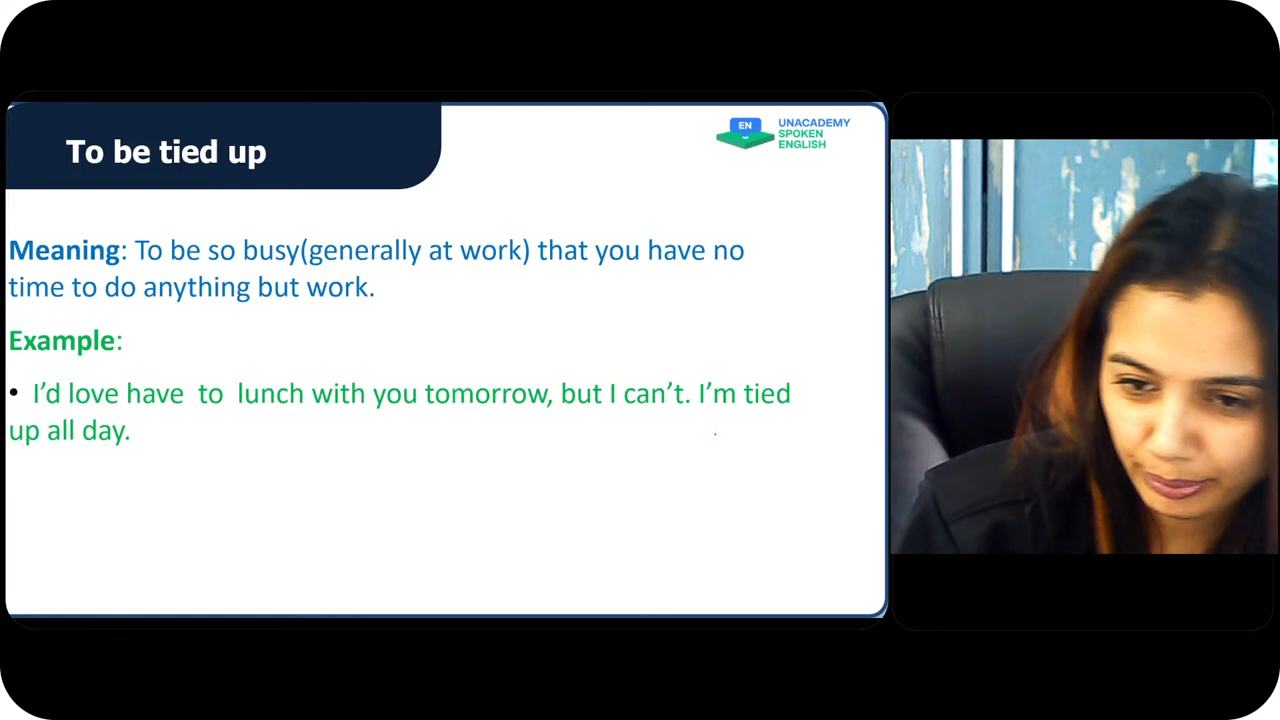 To be tied up
EN
UNACADEMY
SPOKEN
ENGLISH
Meaning: To be so busy(generally at work) that you have no
time to do anything but work.
Example:
• I’d love have to lunch with you tomorrow, but I can’t. I’m tied
up all day.